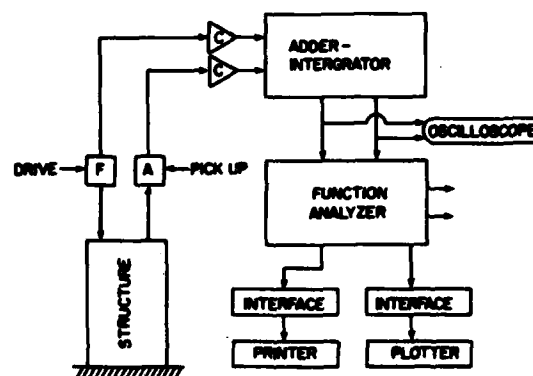 C
ADDER-
INTERGRATOR
C
OSCILLOSCOPE
DRIVE
F
A
PICK UP
FUNCTION
ANALYZER
STRUCTURE
INTERFACE
INTERFACE
PRINTER
PLOTTER